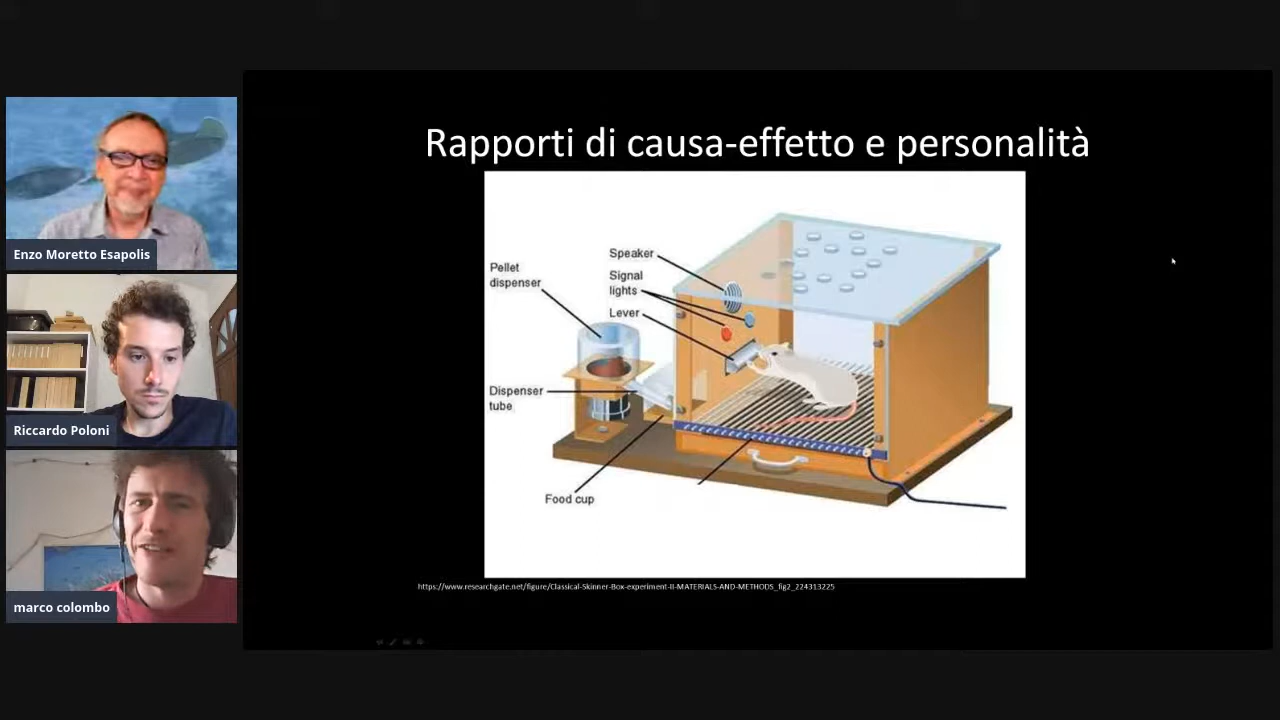 Rapporti di causa-effetto e personalità
Speaker
Pellet
dispenser
Signal
lights
Lever
Dispenser
tube
Food cup
https://www.researchgate.net/figure/Classical-Skinner-Box-experiment-II-MATERIALS-AND-METHODS_fig2_224313225
Enzo Moretto Esapolis
Riccardo Poloni
marco colombo